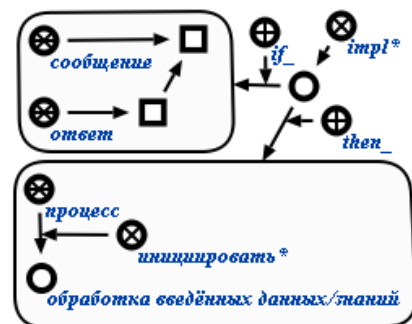 сообщение
if_
impl*
ответ
then_
процесс
инициировать*
обработка введённых данных/знаний